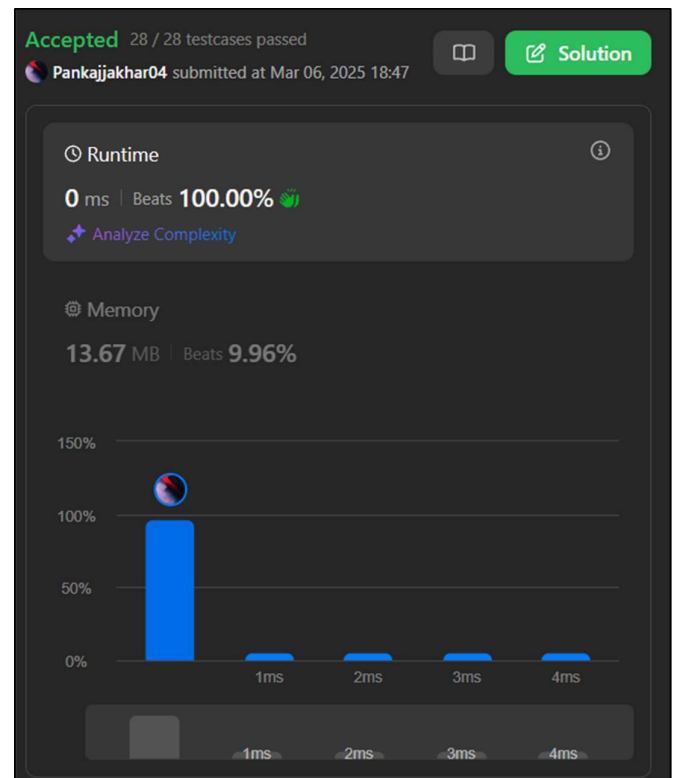 Accepted 28 / 28 testcases passed
Solution
Pankajjakhar04 submitted at Mar 06, 2025 18:47
Runtime
0 ms | Beats 100.00%
Analyze Complexity
Memory
13.67 MB | Beats 9.96%
150%
100%
50%
0%
1ms 2ms 3ms 4ms
1ms 2ms 3ms 4ms